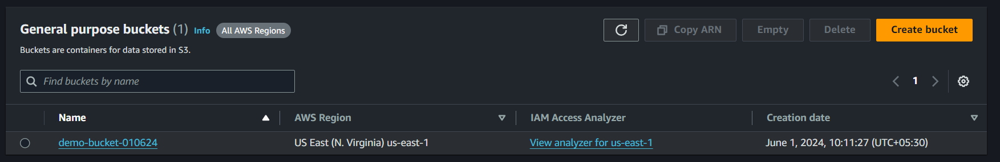 General purpose buckets (1) Info All AWS Regions
Copy ARN Empty Delete Create bucket
Buckets are containers for data stored in S3.
Find buckets by name
1
Name AWS Region IAM Access Analyzer Creation date
demo-bucket-010624 US East (N. Virginia) us-east-1 View analyzer for us-east-1 June 1, 2024, 10:11:27 (UTC+05:30)